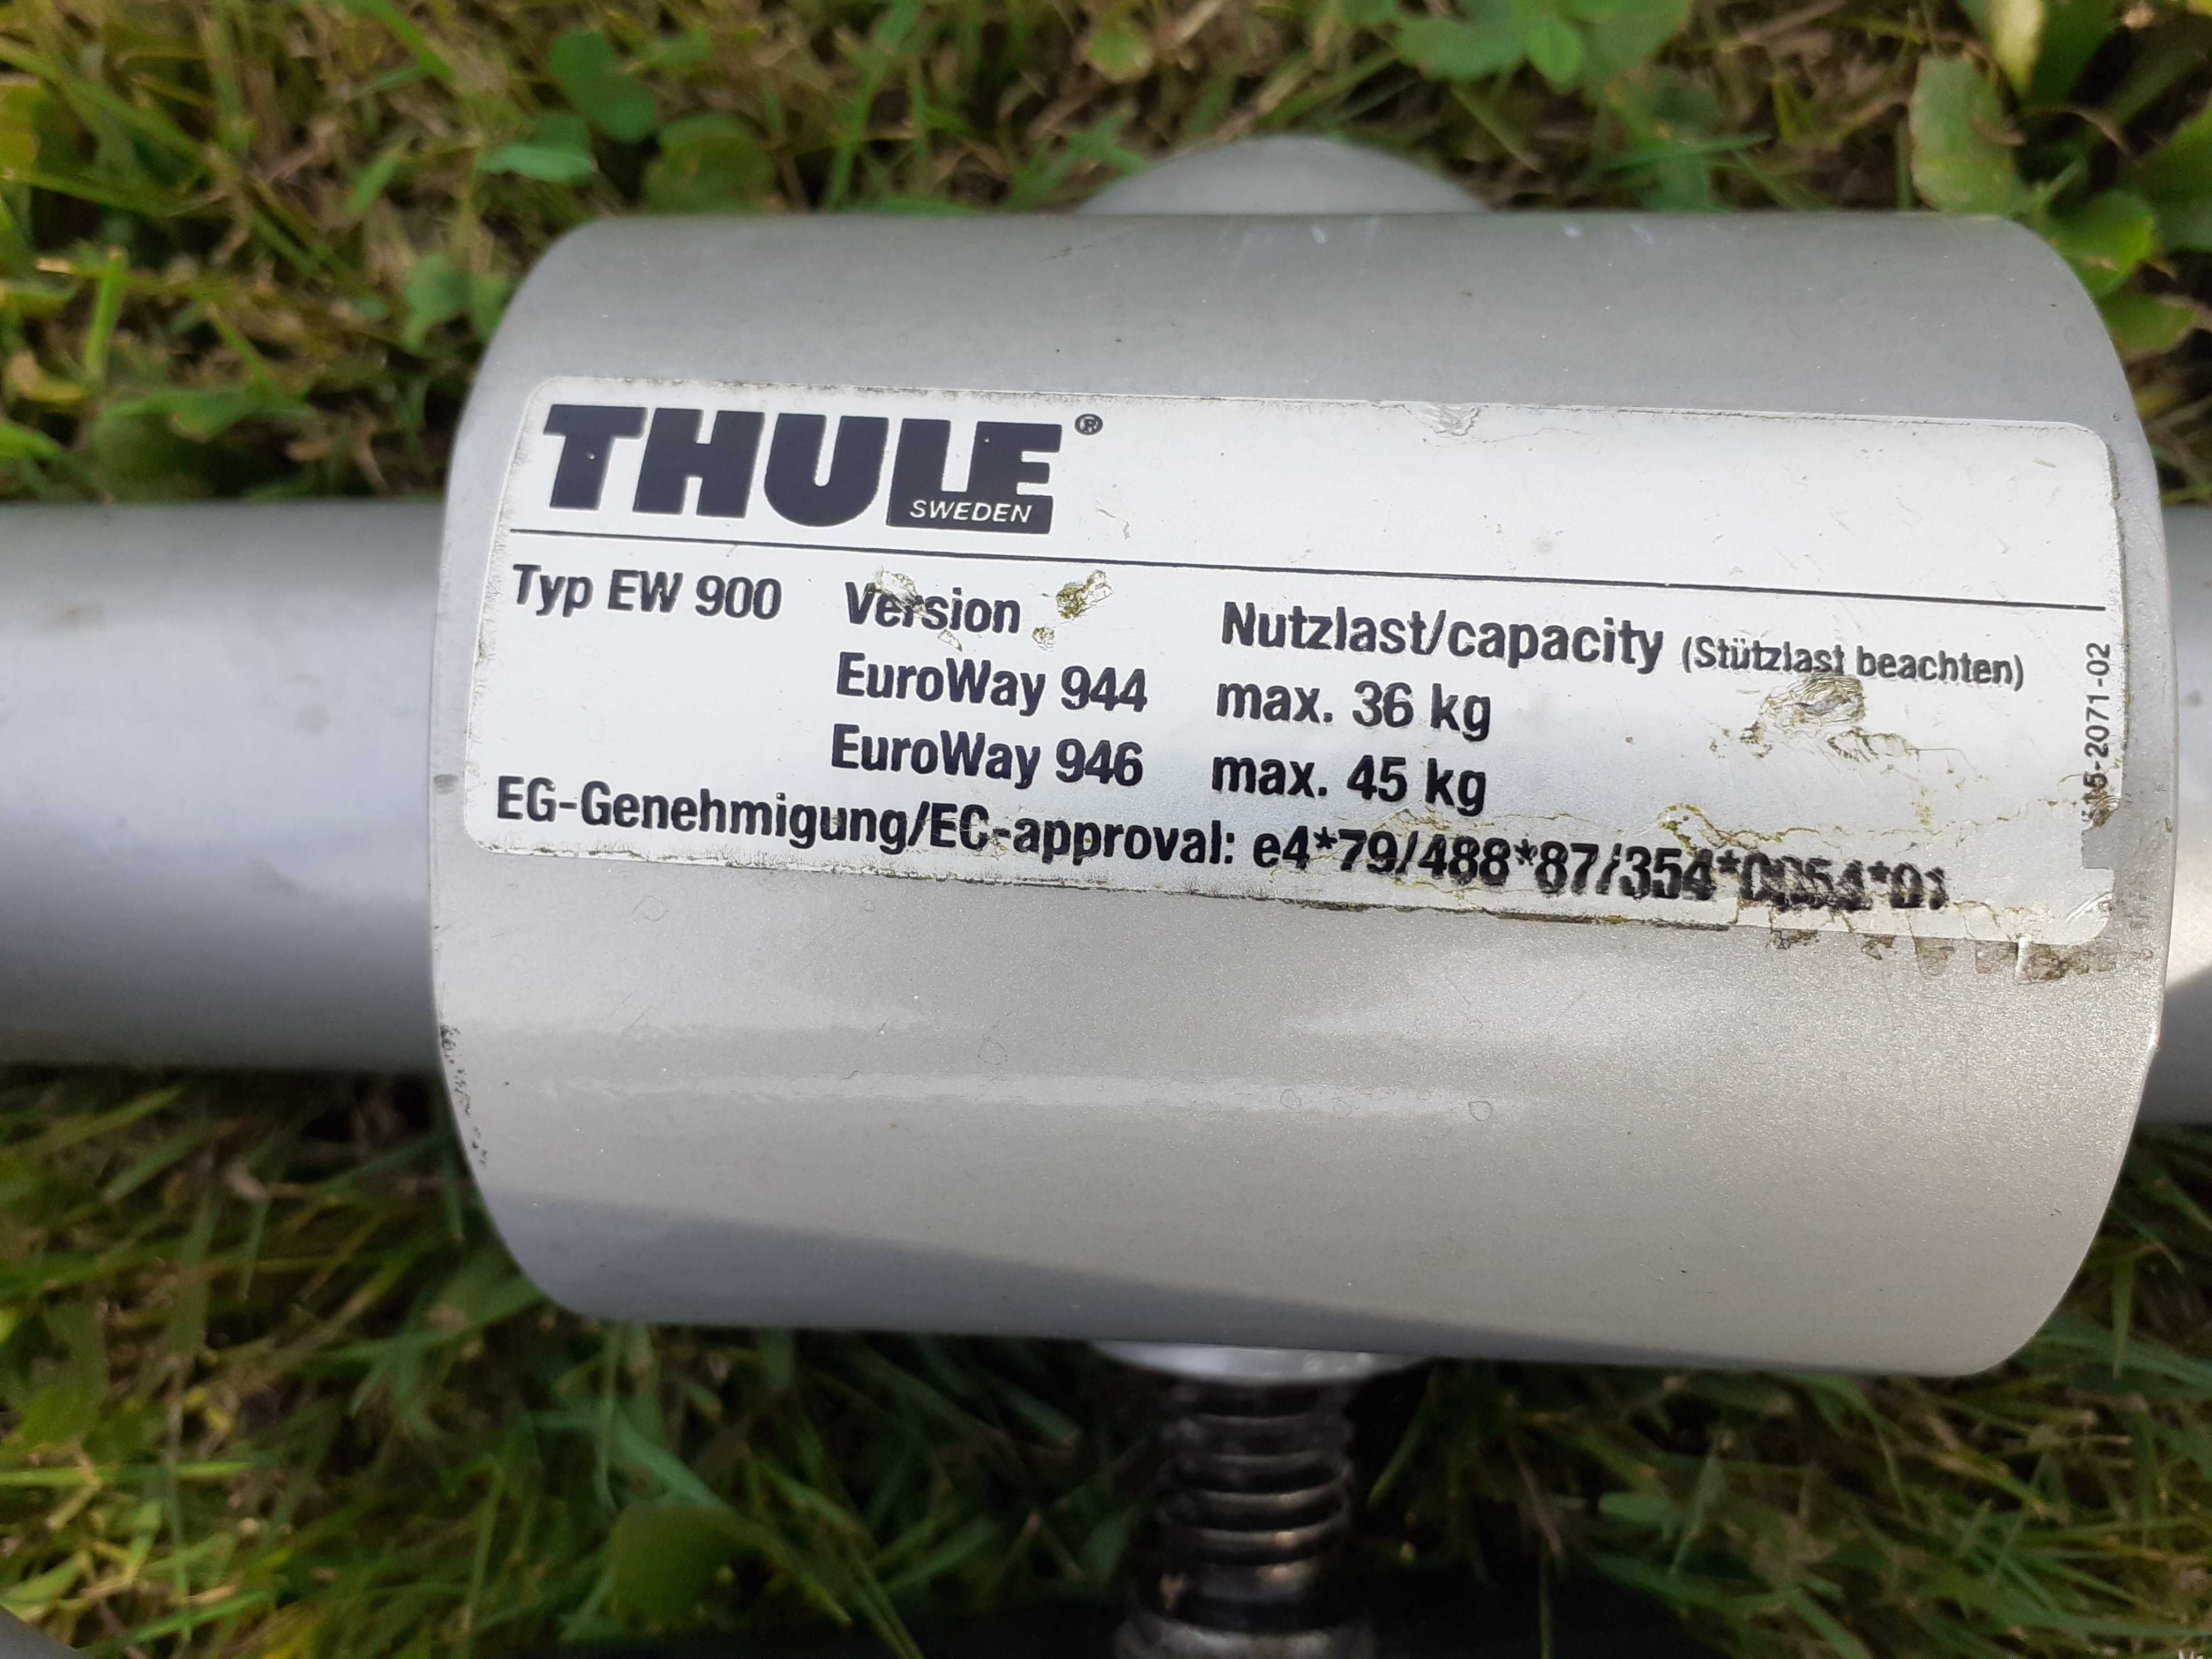 THULE®
SWEDEN
Typ EW 900 Version Nutzlast/capacity (Stützlast beachten)
EuroWay 944 max. 36 kg
EuroWay 946 max. 45 kg
EG-Genehmigung/EC-approval: e4*79/488*87/354*0054*01